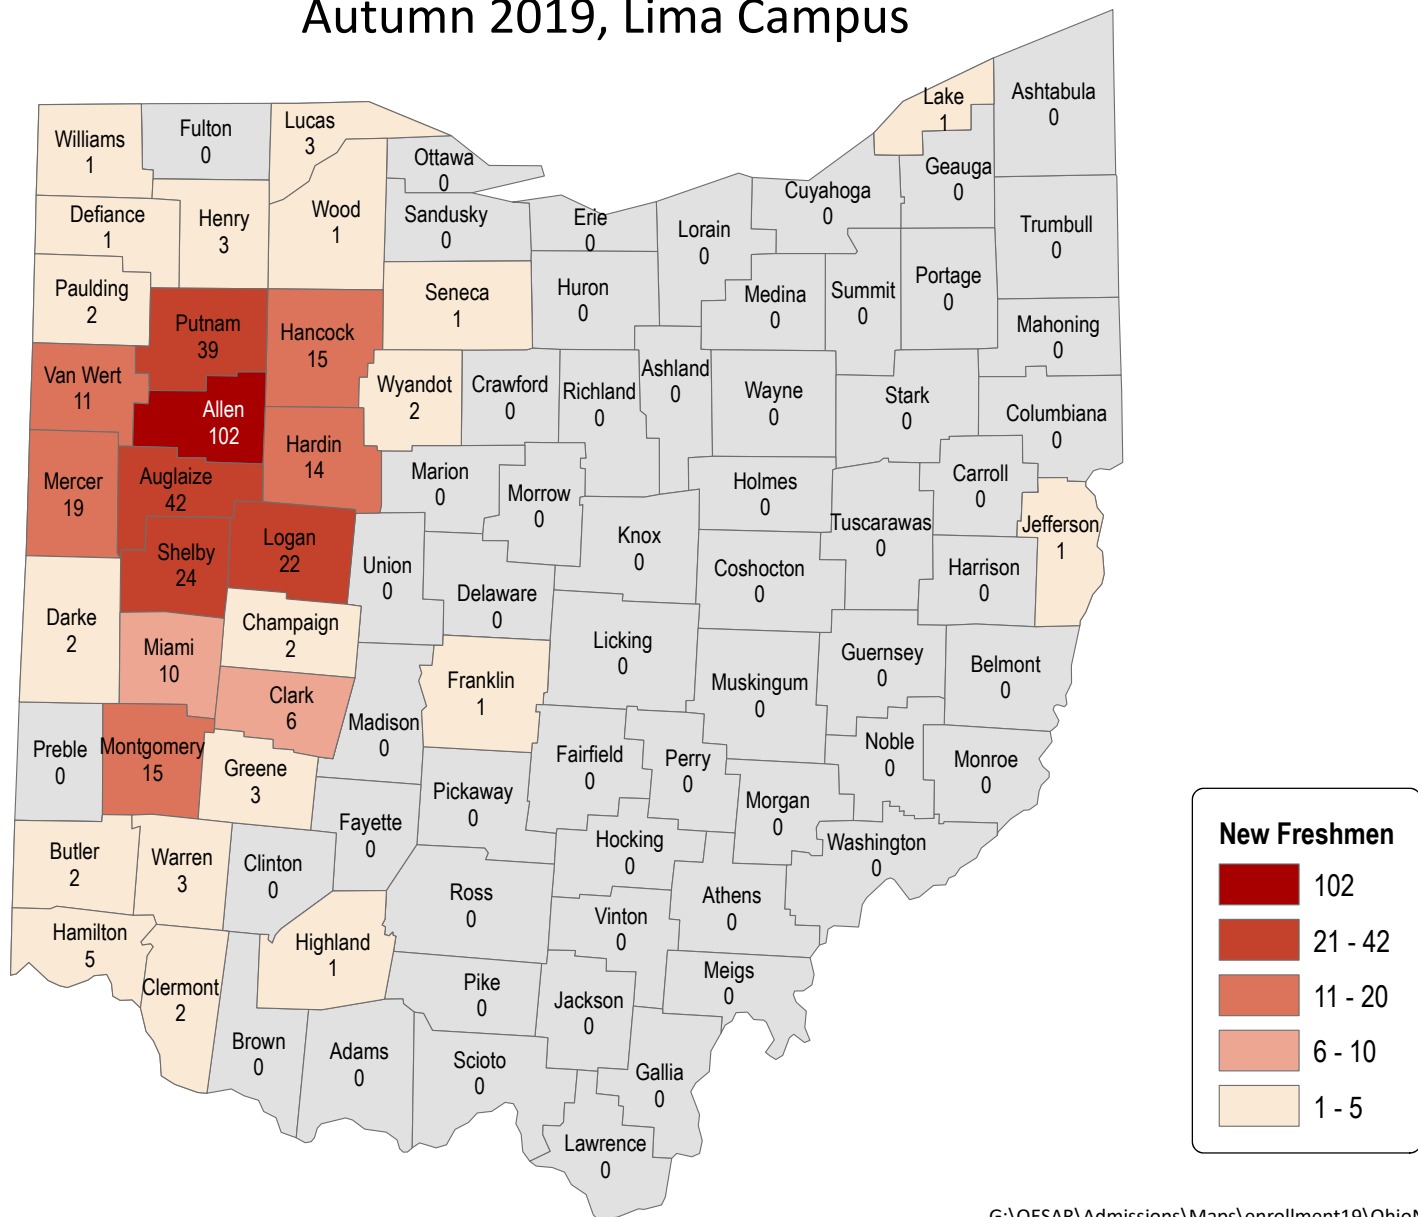 Autumn 2019, Lima Campus
Williams
1
Fulton
0
Lucas
3
Ottawa
0
Lake
1
Ashtabula
0
Geauga
0
Cuyahoga
0
Defiance
1
Henry
3
Wood
1
Sandusky
0
Erie
0
Lorain
0
Trumbull
0
Paulding
2
Seneca
1
Huron
0
Medina
0
Summit
0
Portage
0
Mahoning
0
Putnam
39
Hancock
15
Van Wert
11
Allen
102
Wyandot
2
Crawford
0
Richland
0
Ashland
0
Wayne
0
Stark
0
Columbiana
0
Mercer
19
Auglaize
42
Hardin
14
Marion
0
Morrow
0
Holmes
0
Carroll
0
Tuscarawas
0
Jefferson
1
Shelby
24
Logan
22
Union
0
Delaware
0
Knox
0
Coshocton
0
Harrison
0
Darke
2
Miami
10
Champaign
2
Licking
0
Guernsey
0
Belmont
0
Clark
6
Franklin
1
Muskingum
0
Madison
0
Preble
0
Montgomery
15
Greene
3
Fairfield
0
Perry
0
Noble
0
Monroe
0
Pickaway
0
Morgan
0
Fayette
0
Hocking
0
Washington
0
Butler
2
Warren
3
Clinton
0
Ross
0
Athens
0
Vinton
0
Hamilton
5
Highland
1
Clermont
2
Pike
0
Jackson
0
Meigs
0
Brown
0
Adams
0
Scioto
0
Gallia
0
Lawrence
0
New Freshmen
102
21 - 42
11 - 20
6 - 10
1 - 5